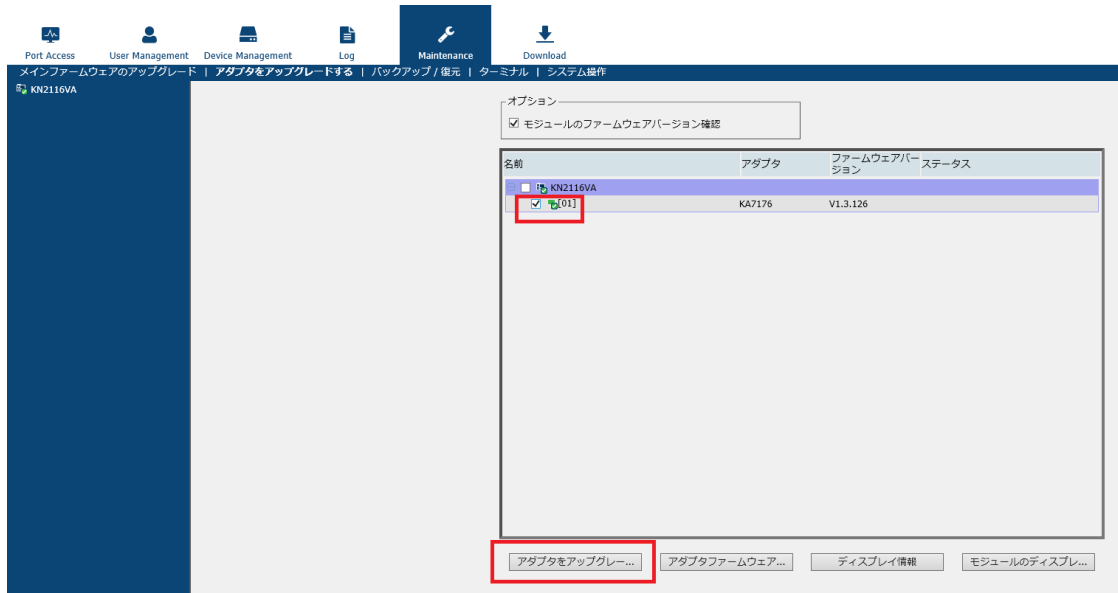 Port Access User Management Device Management Log Maintenance Download
メインファームウェアのアップグレード | アダプタをアップグレードする | バックアップ / 復元 | ターミナル | システム操作
KN2116VA
オプション
モジュールのファームウェアバージョン確認
名前 アダプタ ファームウェアバージョン ステータス
KN2116VA
[01] KA7176 V1.3.126
アダプタをアップグレー... アダプタファームウェア... ディスプレイ情報 モジュールのディスプレ...